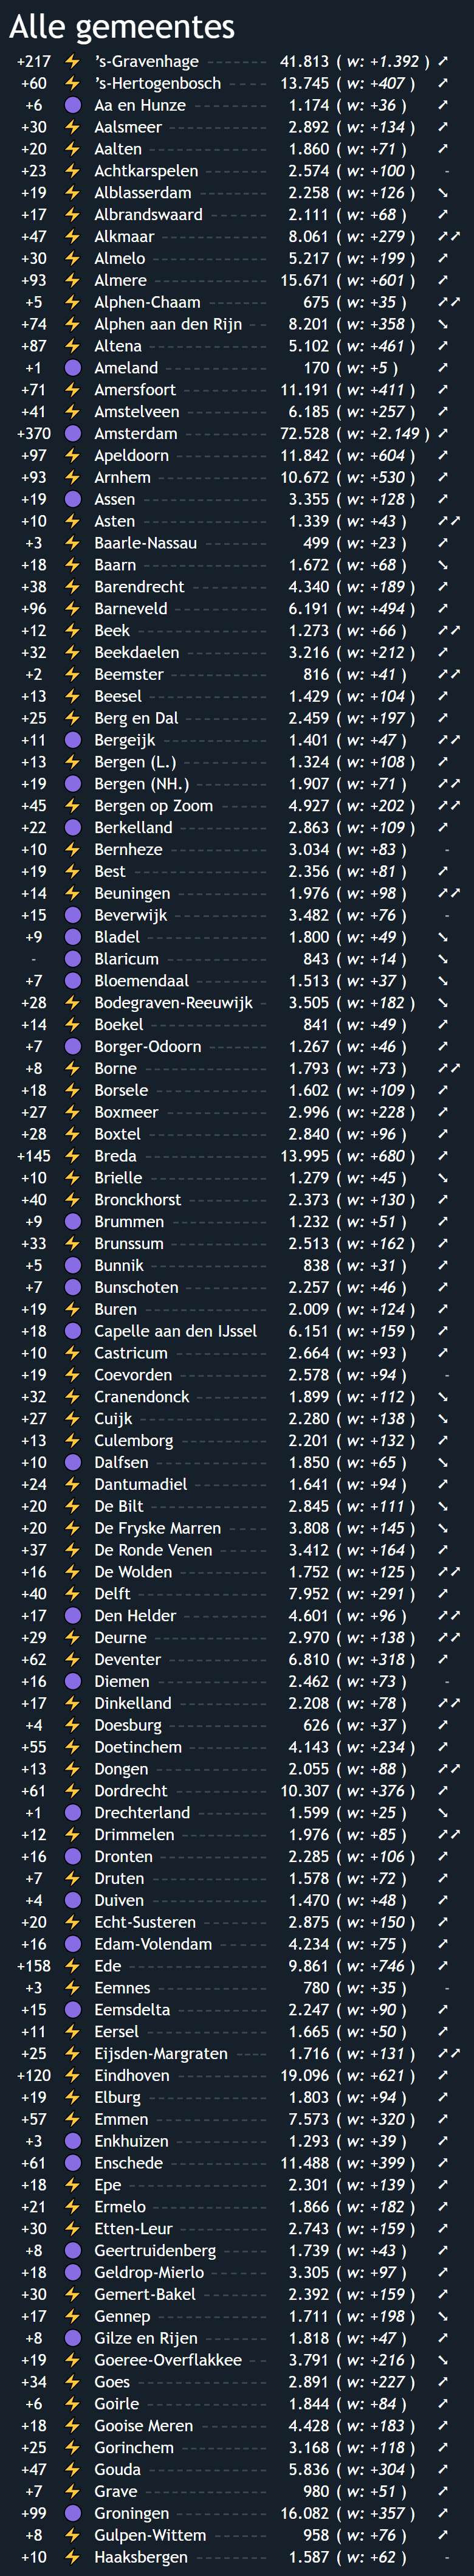 Alle gemeentes
+217 ⚡ ’s-Gravenhage ------- 41.813 ( w: +1.392 ) ➚
+60 ⚡ ’s-Hertogenbosch ----- 13.745 ( w: +407 ) ➚
+6 Aa en Hunze -------- 1.174 ( w: +36 ) ➚
+30 ⚡ Aalsmeer 2.892 ( w: +134 ) ➚
+20 ⚡ Aalten 1.860 ( w: +71 ) ➚
+23 ⚡ Achtkarspelen 2.574 ( w: +100 ) -
+19 ⚡ Alblasserdam 2.258 ( w: +126 ) ➘
+17 ⚡ Albrandswaard 2.111 ( w: +68 ) ➚
+47 ⚡ Alkmaar 8.061 ( w: +279 ) ➚➚
+30 ⚡ Almelo 5.217 ( w: +199 ) ➚
+93 ⚡ Almere 15.671 ( w: +601 ) ➚
+5 ⚡ Alphen-Chaam 675 ( w: +35 ) ➚➚
+74 ⚡ Alphen aan den Rijn 8.201 ( w: +358 ) ➘
+87 ⚡ Altena 5.102 ( w: +461 ) ➚
+1 Ameland 170 ( w: +5 ) ➚
+71 ⚡ Amersfoort 11.191 ( w: +411 ) ➚
+41 ⚡ Amstelveen 6.185 ( w: +257 ) ➚
+370 Amsterdam 72.528 ( w: +2.149 ) ➚
+97 ⚡ Apeldoorn 11.842 ( w: +604 ) ➚
+93 ⚡ Arnhem 10.672 ( w: +530 ) ➚
+19 Assen 3.355 ( w: +128 ) ➚
+10 ⚡ Asten 1.339 ( w: +43 ) ➚➚
+3 ⚡ Baarle-Nassau 499 ( w: +23 ) ➚
+18 ⚡ Baarn 1.672 ( w: +68 ) ➘
+38 ⚡ Barendrecht 4.340 ( w: +189 ) ➚
+96 ⚡ Barneveld 6.191 ( w: +494 ) ➚
+12 ⚡ Beek 1.273 ( w: +66 ) ➚➚
+32 ⚡ Beekdaelen 3.216 ( w: +212 ) ➚
+2 ⚡ Beemster 816 ( w: +41 ) ➚➚
+13 ⚡ Beesel 1.429 ( w: +104 ) ➚
+25 ⚡ Berg en Dal 2.459 ( w: +197 ) ➚
+11 Bergeijk 1.401 ( w: +47 ) ➚➚
+13 ⚡ Bergen (L.) 1.324 ( w: +108 ) ➚
+19 Bergen (NH.) 1.907 ( w: +71 ) ➚➚
+45 ⚡ Bergen op Zoom 4.927 ( w: +202 ) ➚➚
+22 Berkelland 2.863 ( w: +109 ) ➚
+10 ⚡ Bernheze 3.034 ( w: +83 ) -
+19 ⚡ Best 2.356 ( w: +81 ) ➚
+14 ⚡ Beuningen 1.976 ( w: +98 ) ➚➚
+15 Beverwijk 3.482 ( w: +76 ) -
+9 Bladel 1.800 ( w: +49 ) ➘
- Blaricum 843 ( w: +14 ) ➘
+7 Bloemendaal 1.513 ( w: +37 ) ➘
+28 ⚡ Bodegraven-Reeuwijk 3.505 ( w: +182 ) ➘
+14 ⚡ Boekel 841 ( w: +49 ) ➚
+7 Borger-Odoorn 1.267 ( w: +46 ) ➚
+8 ⚡ Borne 1.793 ( w: +73 ) ➚➚
+18 ⚡ Borsele 1.602 ( w: +109 ) ➚
+27 ⚡ Boxmeer 2.996 ( w: +228 ) ➚
+28 ⚡ Boxtel 2.840 ( w: +96 ) ➚
+145 ⚡ Breda 13.995 ( w: +680 ) ➚
+10 ⚡ Brielle 1.279 ( w: +45 ) ➘
+40 ⚡ Bronckhorst 2.373 ( w: +130 ) ➚
+9 Brummen 1.232 ( w: +51 ) ➚
+33 ⚡ Brunssum 2.513 ( w: +162 ) ➚
+5 Bunnik 838 ( w: +31 ) ➚
+7 Bunschoten 2.257 ( w: +46 ) ➚
+19 ⚡ Buren 2.009 ( w: +124 ) ➚
+18 Capelle aan den IJssel 6.151 ( w: +159 ) ➚
+10 ⚡ Castricum 2.664 ( w: +93 ) ➚
+19 ⚡ Coevorden 2.578 ( w: +94 ) -
+32 ⚡ Cranendonck 1.899 ( w: +112 ) ➘
+27 ⚡ Cuijk 2.280 ( w: +138 ) ➘
+13 ⚡ Culemborg 2.201 ( w: +132 ) ➚
+10 Dalfsen 1.850 ( w: +65 ) ➘
+24 ⚡ Dantumadiel 1.641 ( w: +94 ) ➚
+20 ⚡ De Bilt 2.845 ( w: +111 ) ➘
+20 ⚡ De Fryske Marren 3.808 ( w: +145 ) ➘
+37 ⚡ De Ronde Venen 3.412 ( w: +164 ) ➚
+16 ⚡ De Wolden 1.752 ( w: +125 ) ➚➚
+40 ⚡ Delft 7.952 ( w: +291 ) ➚
+17 Den Helder 4.601 ( w: +96 ) ➚➚
+29 ⚡ Deurne 2.970 ( w: +138 ) ➚➚
+62 ⚡ Deventer 6.810 ( w: +318 ) ➚
+16 Diemen 2.462 ( w: +73 ) -
+17 ⚡ Dinkelland 2.208 ( w: +78 ) ➚➚
+4 ⚡ Doesburg 626 ( w: +37 ) ➚
+55 ⚡ Doetinchem 4.143 ( w: +234 ) ➚
+13 ⚡ Dongen 2.055 ( w: +88 ) ➚➚
+61 ⚡ Dordrecht 10.307 ( w: +376 ) ➚
+1 Drechterland 1.599 ( w: +25 ) ➘
+12 ⚡ Drimmelen 1.976 ( w: +85 ) ➚➚
+16 Dronten 2.285 ( w: +106 ) ➚
+7 ⚡ Druten 1.578 ( w: +72 ) ➚
+4 Duiven 1.470 ( w: +48 ) ➚
+20 ⚡ Echt-Susteren 2.875 ( w: +150 ) ➚
+16 Edam-Volendam 4.234 ( w: +75 ) ➚
+158 ⚡ Ede 9.861 ( w: +746 ) ➚
+3 ⚡ Eemnes 780 ( w: +35 ) -
+15 Eemsdelta 2.247 ( w: +90 ) ➚
+11 ⚡ Eersel 1.665 ( w: +50 ) ➚
+25 ⚡ Eijsden-Margraten 1.716 ( w: +131 ) ➚➚
+120 ⚡ Eindhoven 19.096 ( w: +621 ) ➚
+19 ⚡ Elburg 1.803 ( w: +94 ) ➚
+57 ⚡ Emmen 7.573 ( w: +320 ) ➚
+3 Enkhuizen 1.293 ( w: +39 ) ➚
+61 Enschede 11.488 ( w: +399 ) ➚
+18 ⚡ Epe 2.301 ( w: +139 ) ➚
+21 ⚡ Ermelo 1.866 ( w: +182 ) ➚
+30 ⚡ Etten-Leur 2.743 ( w: +159 ) ➚
+8 Geertruidenberg 1.739 ( w: +43 ) ➚
+18 Geldrop-Mierlo 3.305 ( w: +97 ) ➚
+30 ⚡ Gemert-Bakel 2.392 ( w: +159 ) ➚
+17 ⚡ Gennep 1.711 ( w: +198 ) ➘
+8 Gilze en Rijen 1.818 ( w: +47 ) ➚
+19 ⚡ Goeree-Overflakkee 3.791 ( w: +216 ) ➘
+34 ⚡ Goes 2.891 ( w: +227 ) ➚
+6 ⚡ Goirle 1.844 ( w: +84 ) ➚
+18 ⚡ Gooise Meren 4.428 ( w: +183 ) ➚
+25 ⚡ Gorinchem 3.168 ( w: +118 ) ➚
+47 ⚡ Gouda 5.836 ( w: +304 ) ➚
+7 ⚡ Grave 980 ( w: +51 ) ➚
+99 Groningen 16.082 ( w: +357 ) ➚
+8 ⚡ Gulpen-Wittem 958 ( w: +76 ) ➚
+10 ⚡ Haaksbergen 1.587 ( w: +62 ) -